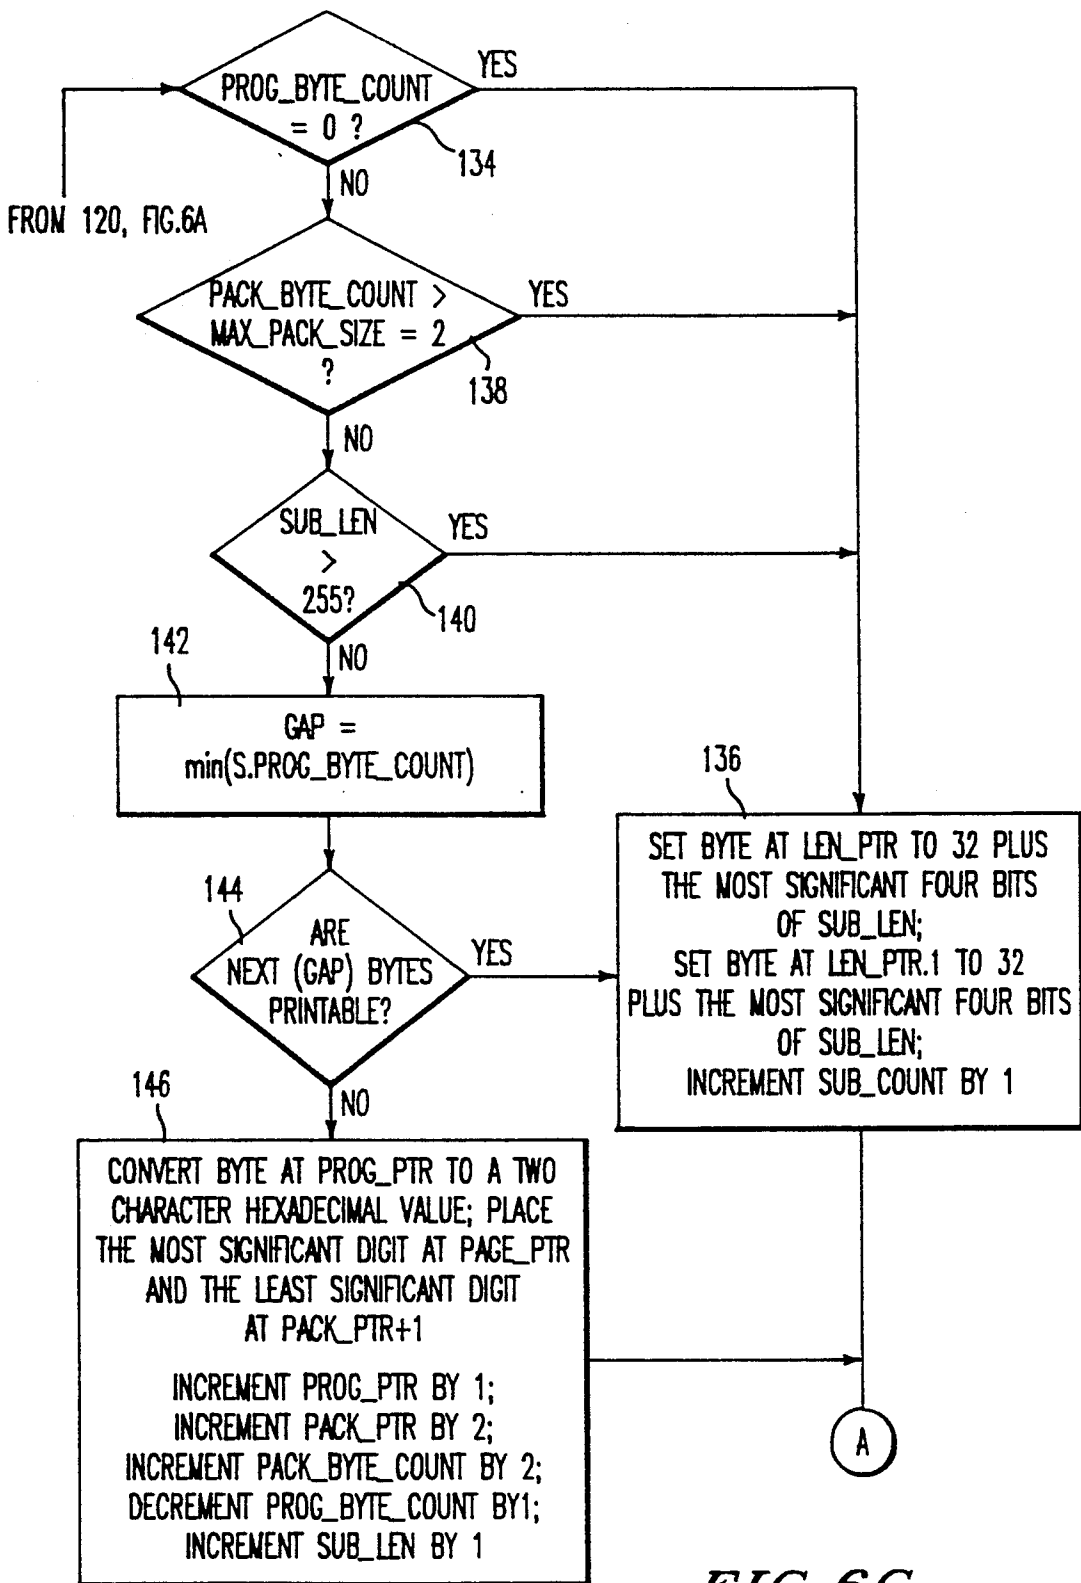 PROG_BYTE_COUNT
= 0 ?
YES
134
NO
FROM 120, FIG.6A
PACK_BYTE_COUNT >
MAX_PACK_SIZE = 2
?
YES
138
NO
SUB_LEN
>
255?
YES
140
NO
142
GAP =
min(S.PROG_BYTE_COUNT)
136
SET BYTE AT LEN_PTR TO 32 PLUS
THE MOST SIGNIFICANT FOUR BITS
OF SUB_LEN;
SET BYTE AT LEN_PTR.1 TO 32
PLUS THE MOST SIGNIFICANT FOUR BITS
OF SUB_LEN;
INCREMENT SUB_COUNT BY 1
144
ARE
NEXT (GAP) BYTES
PRINTABLE?
YES
NO
146
CONVERT BYTE AT PROG_PTR TO A TWO
CHARACTER HEXADECIMAL VALUE; PLACE
THE MOST SIGNIFICANT DIGIT AT PAGE_PTR
AND THE LEAST SIGNIFICANT DIGIT
AT PACK_PTR+1
INCREMENT PROG_PTR BY 1;
INCREMENT PACK_PTR BY 2;
INCREMENT PACK_BYTE_COUNT BY 2;
DECREMENT PROG_BYTE_COUNT BY1;
INCREMENT SUB_LEN BY 1
A
FIG. 6C